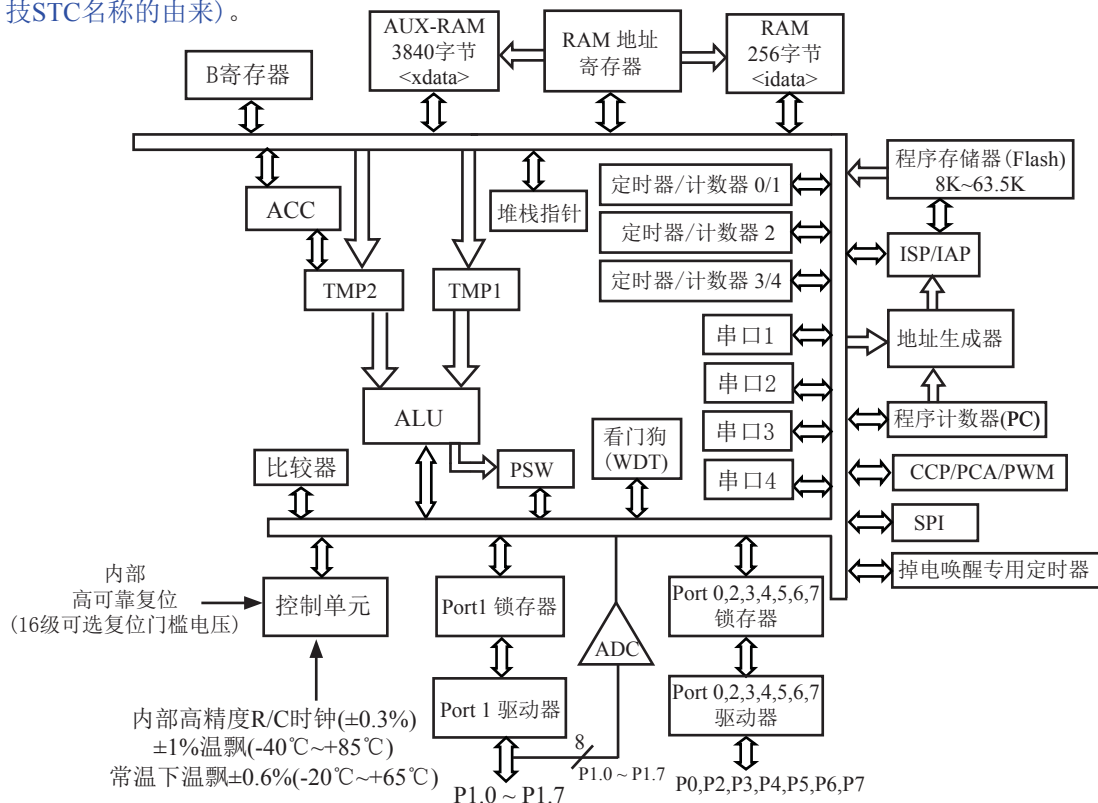 技STC名称的由来)。
B寄存器
AUX-RAM
3840字节
<xdata>
RAM 地址
寄存器
RAM
256字节
<idata>
ACC
堆栈指针
定时器/计数器 0/1
定时器/计数器 2
定时器/计数器 3/4
程序存储器(Flash)
8K~63.5K
ISP/IAP
TMP2
TMP1
串口1
串口2
串口3
串口4
地址生成器
程序计数器(PC)
ALU
PSW
看门狗
(WDT)
比较器
CCP/PCA/PWM
SPI
掉电唤醒专用定时器
内部
高可靠复位
(16级可选复位门槛电压)
控制单元
Port1 锁存器
ADC
Port 0,2,3,4,5,6,7
锁存器
Port 1 驱动器
Port 0,2,3,4,5,6,7
驱动器
内部高精度R/C时钟(±0.3%)
±1%温飘(-40℃~+85℃)
常温下温飘±0.6%(-20℃~+65℃)
8
P1.0 ~ P1.7
P1.0 ~ P1.7
P0,P2,P3,P4,P5,P6,P7